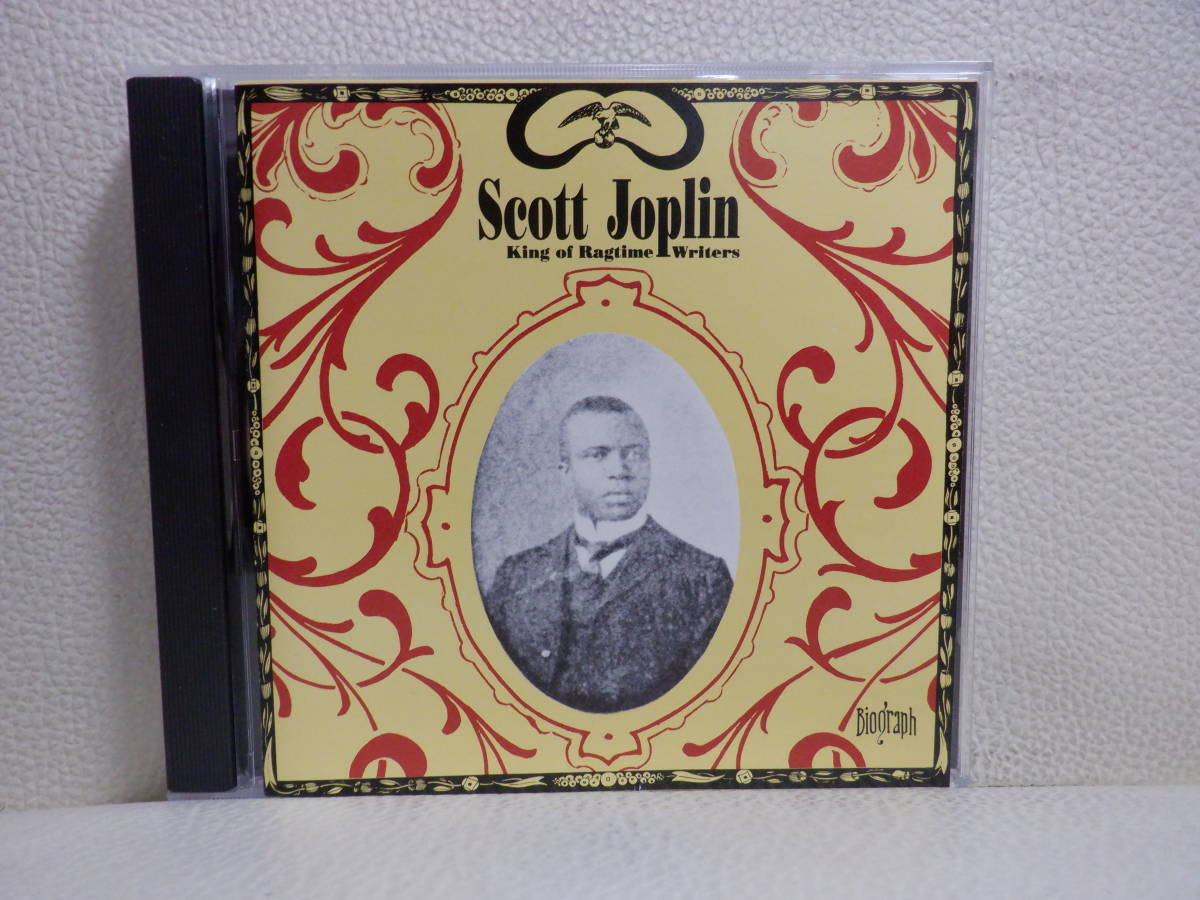 Scott Joplin
King of Ragtime Writers
Biograph